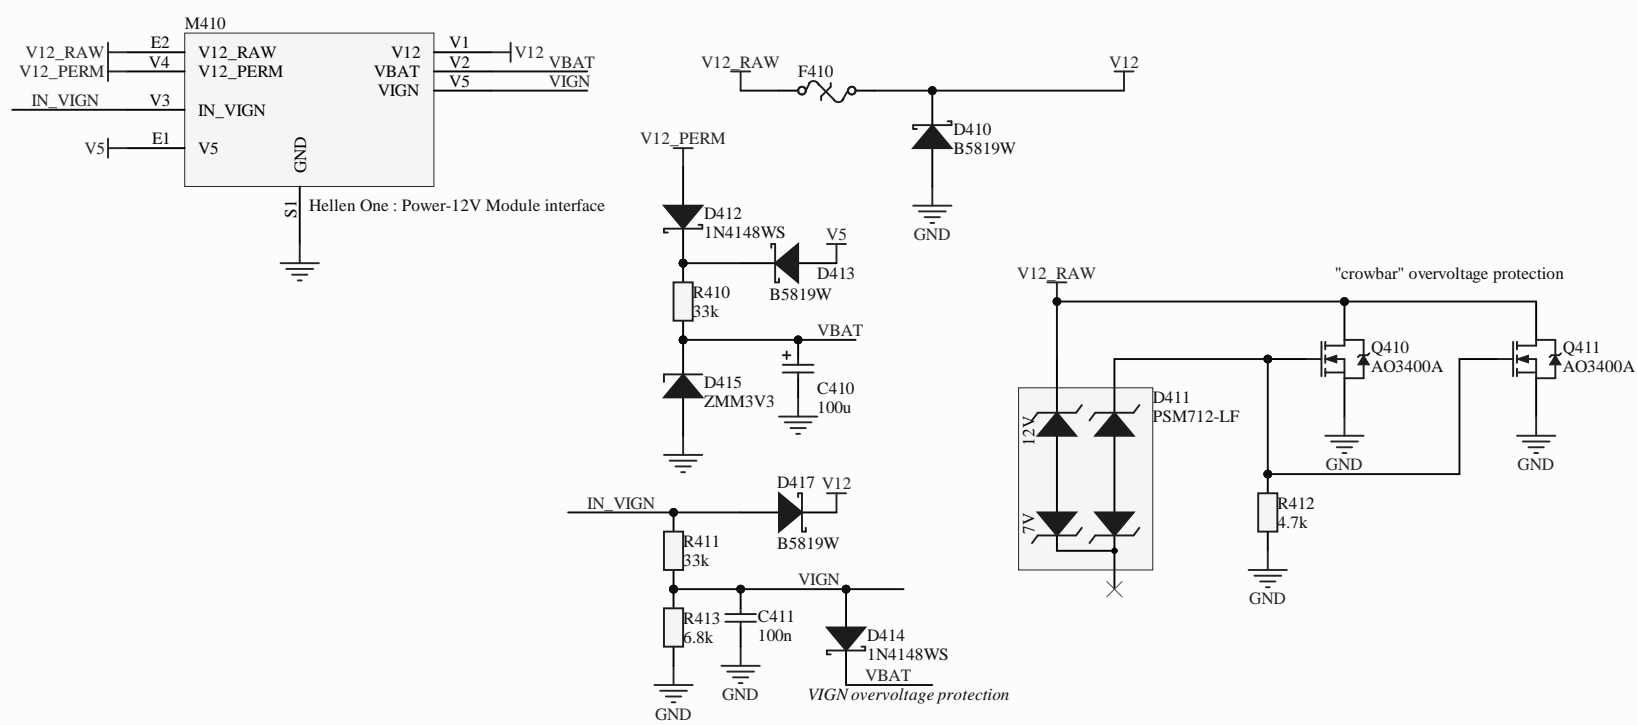 M410
V12_RAW
E2
V12_RAW
V12
V1
V12
V12_PERM
V4
V12_PERM
VBAT
V2
VBAT
VIGN
V5
VIGN
IN_VIGN
V3
IN_VIGN
V5
E1
V5
GND
S1
Hellen One : Power-12V Module interface
V12_RAW
F410
V12
D410
B5819W
GND
V12_PERM
D412
1N4148WS
V5
D413
B5819W
R410
33k
VBAT
D415
ZMM3V3
+
C410
100u
IN_VIGN
D417
V12
B5819W
R411
33k
VIGN
R413
6.8k
C411
100n
D414
1N4148WS
VBAT
GND
GND
VIGN overvoltage protection
V12_RAW
"crowbar" overvoltage protection
Q410
AO3400A
Q411
AO3400A
D411
PSM712-LF
12V
7V
GND
GND
R412
4.7k
GND